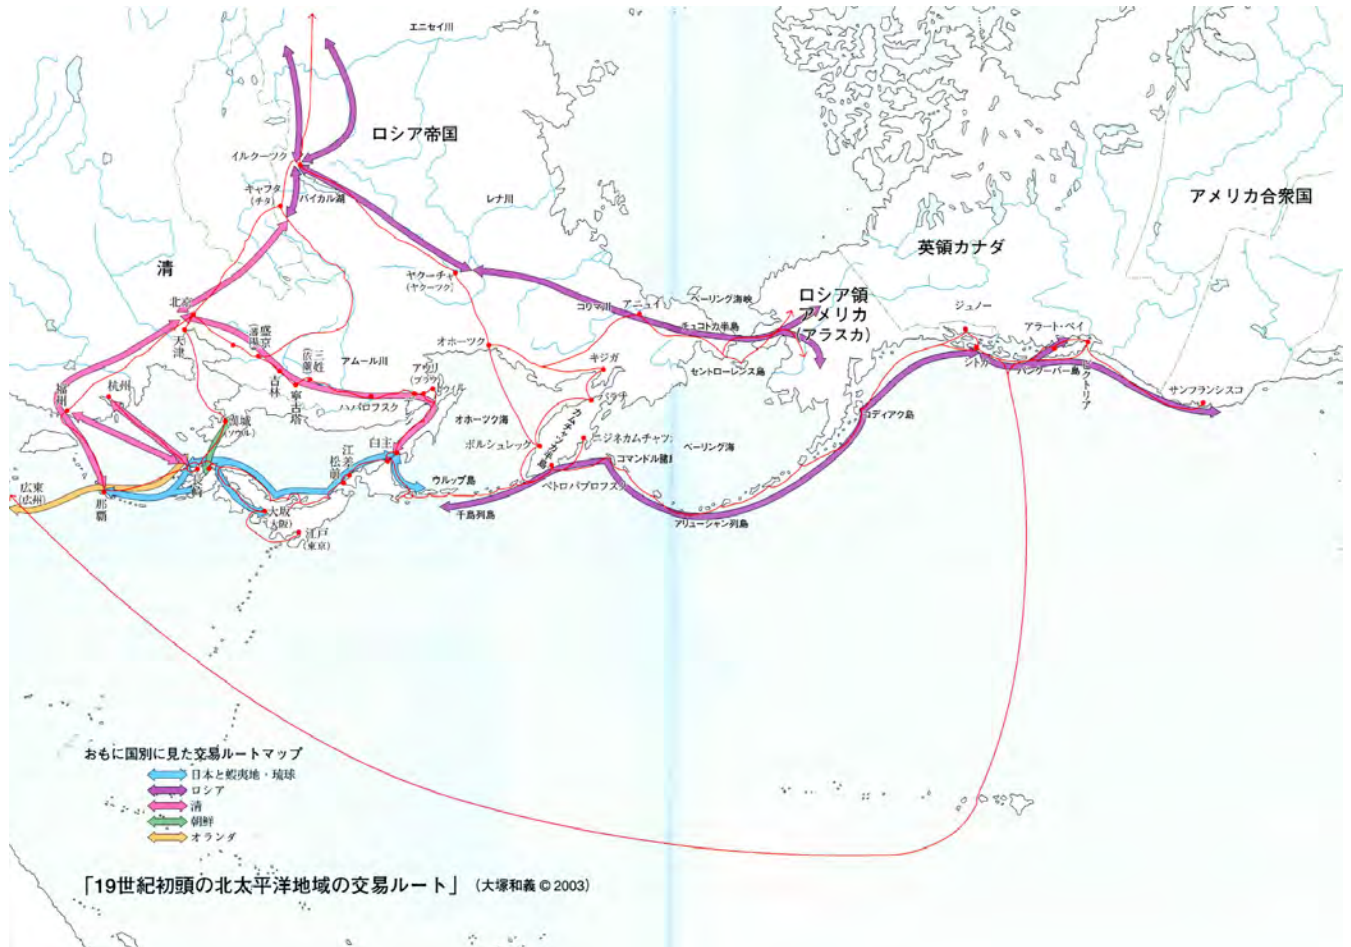 エニセイ川
ロシア帝国
イルクーツク
キャフタ
(チタ)
バイカル湖
レナ川
アメリカ合衆国
英領カナダ
清
北京
天津
盛京
(瀋陽)
三姓
(依蘭)
吉林
寧古塔
アムール川
ハバロフスク
アウリ
ヤクーチャ
(ヤクーツク)
コリマ川
アニュイ
ベーリング海峡
チュコトカ半島
セントローレンス島
ロシア領
アメリカ
(アラスカ)
ジュノー
アラート・ベイ
シトカ
バンクーバー島
サンフランシスコ
オホーツク
キジガ
パラチ
オホーツク海
ボルシュレック
カムチャツカ半島
ベーリング海
コディアク島
福州
杭州
漢城
(ソウル)
白主
江差
松前
ウルップ島
千島列島
ペトロパブロフスク
アリューシャン列島
広東
(広州)
那覇
長崎
大坂
(大阪)
江戸
(東京)
おもに国別に見た交易ルートマップ
日本と蝦夷地・琉球
ロシア
清
朝鮮
オランダ
「19世紀初頭の北太平洋地域の交易ルート」(大塚和義 © 2003)